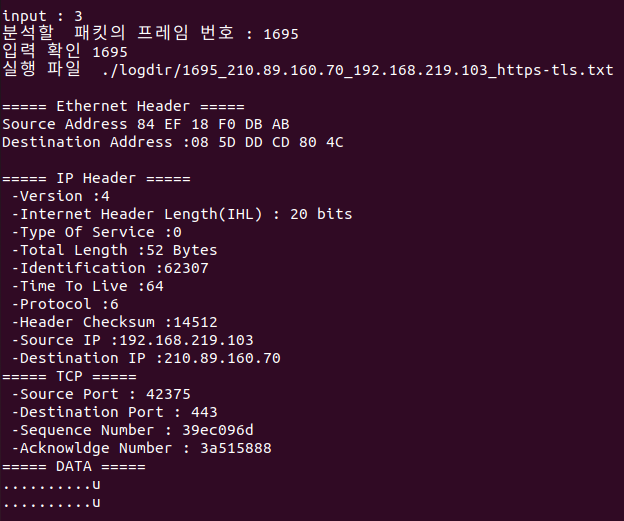 input : 3
분석할  패킷의 프레임 번호 : 1695
입력 확인 1695
실행 파일  ./logdir/1695_210.89.160.70_192.168.219.103_https-tls.txt
===== Ethernet Header =====
Source Address 84 EF 18 F0 DB AB
Destination Address :08 5D DD CD 80 4C
===== IP Header =====
-Version :4
-Internet Header Length(IHL) : 20 bits
-Type Of Service :0
-Total Length :52 Bytes
-Identification :62307
-Time To Live :64
-Protocol :6
-Header Checksum :14512
-Source IP :192.168.219.103
-Destination IP :210.89.160.70
===== TCP =====
-Source Port : 42375
-Destination Port : 443
-Sequence Number : 39ec096d
-Acknowldge Number : 3a515888
===== DATA =====
..........u
..........u